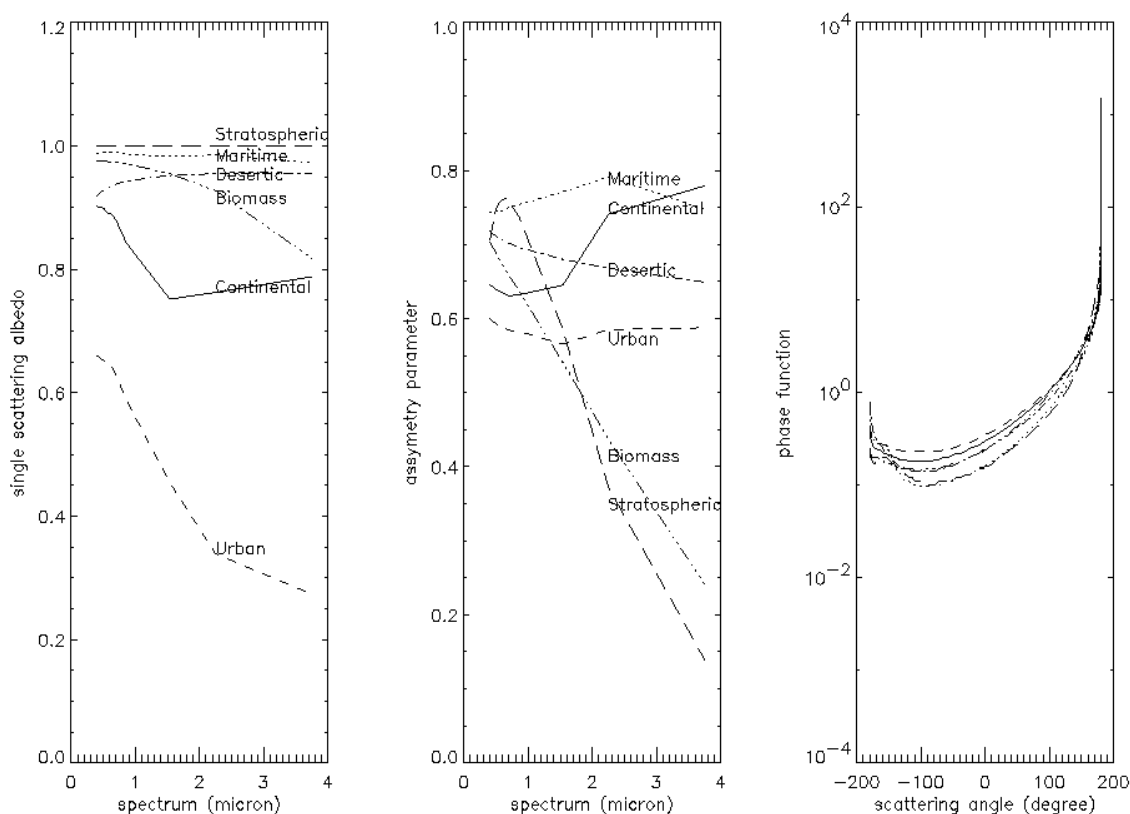 1.2
1.0
0.8
0.6
0.4
0.2
0.0
single scattering albedo
Stratospheric
Maritime
Desertic
Biomass
Continental
Urban
0 1 2 3 4
spectrum (micron)
1.0
0.8
0.6
0.4
0.2
0.0
assymetry parameter
Maritime
Continental
Desertic
Urban
Biomass
Stratospheric
0 1 2 3 4
spectrum (micron)
10^4
10^2
10^0
10^-2
10^-4
phase function
-200 -100 0 100 200
scattering angle (degree)